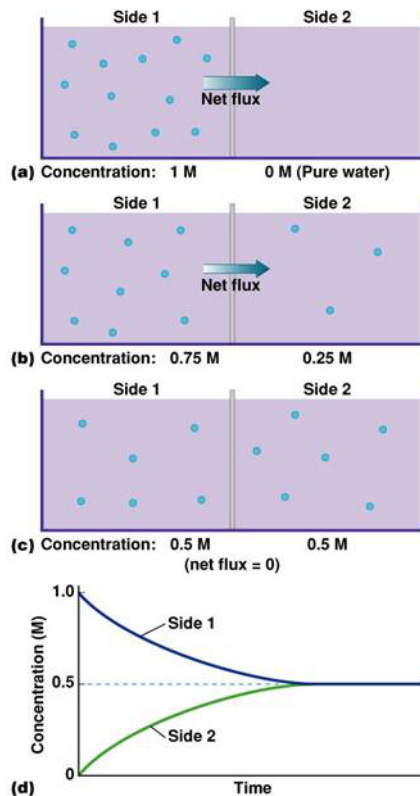 Side 1 Side 2
Net flux
(a) Concentration: 1 M 0 M (Pure water)
Side 1 Side 2
Net flux
(b) Concentration: 0.75 M 0.25 M
Side 1 Side 2
(c) Concentration: 0.5 M 0.5 M
(net flux = 0)
1.0
Side 1
Concentration (M)
0.5
Side 2
0
(d) Time